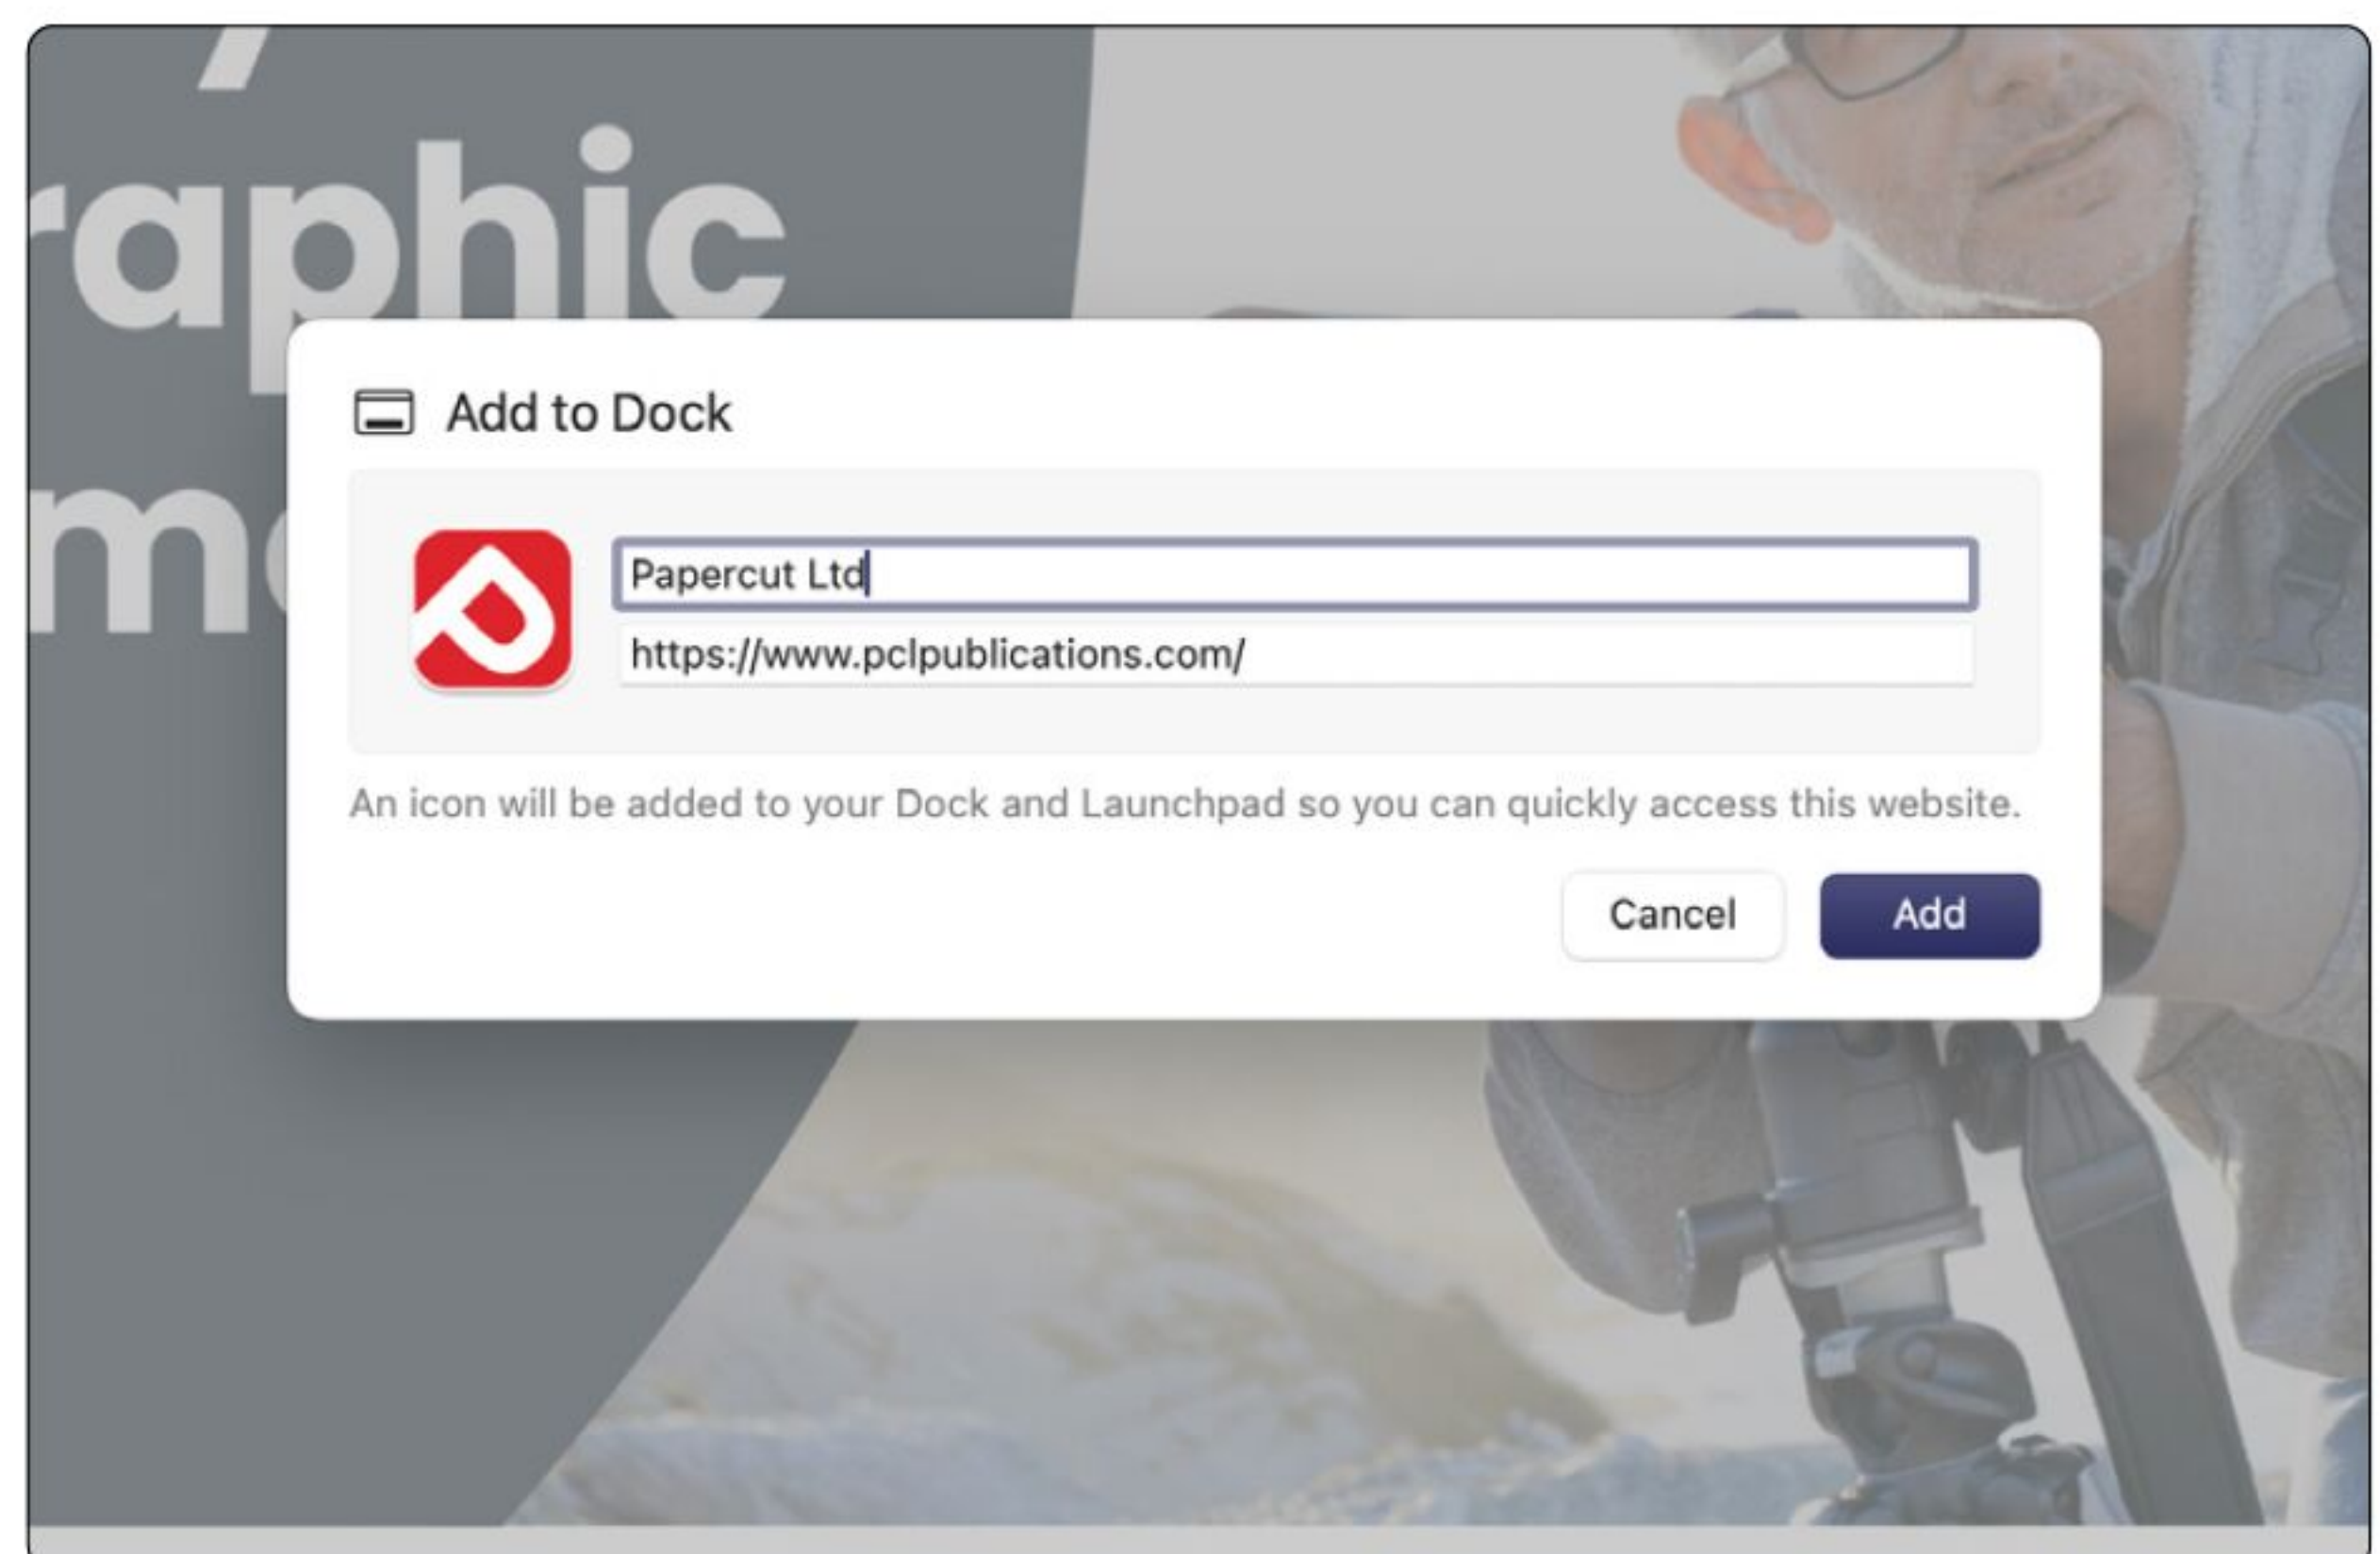 raphic
Add to Dock
Papercut Ltd
https://www.pclpublications.com/
An icon will be added to your Dock and Launchpad so you can quickly access this website.
Cancel
Add